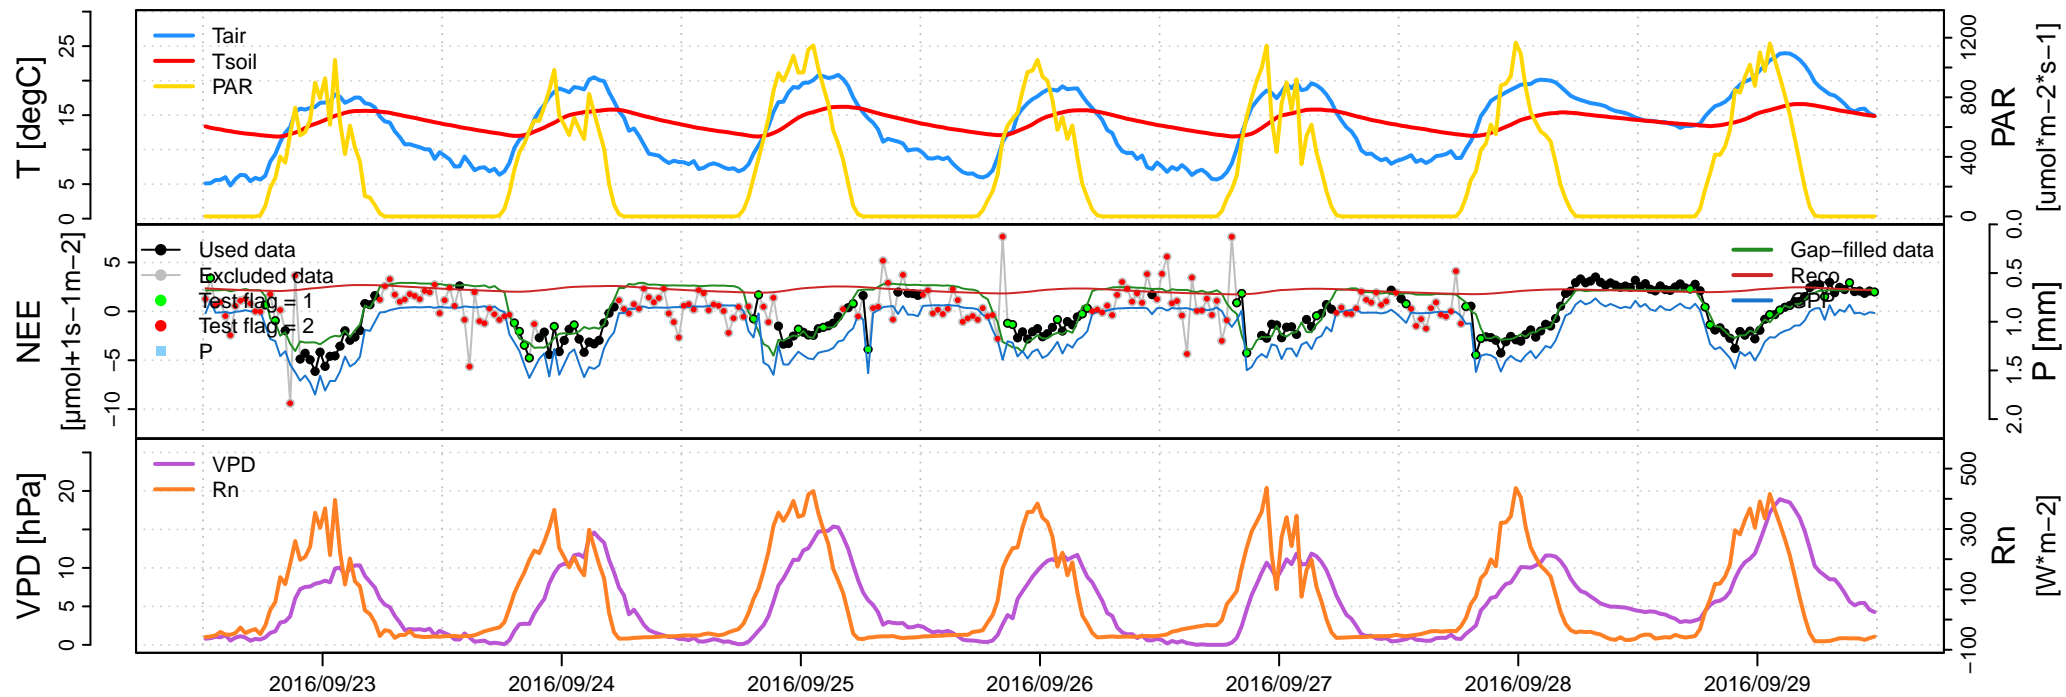 T [degC]
0
5
15
25
Tair
Tsoil
PAR
0
400
800
1200
PAR
[umol*m−2*s−1]
NEE
[µmol+1s−1m−2]
−10
−5
0
5
Used data
Excluded data
Test flag = 1
Test flag = 2
P
Gap−filled data
Reco
0.0
0.5
1.0
1.5
2.0
P [mm]
VPD [hPa]
0
5
10
20
VPD
Rn
−100
100
300
500
Rn
[W*m−2]
2016/09/23
2016/09/24
2016/09/25
2016/09/26
2016/09/27
2016/09/28
2016/09/29